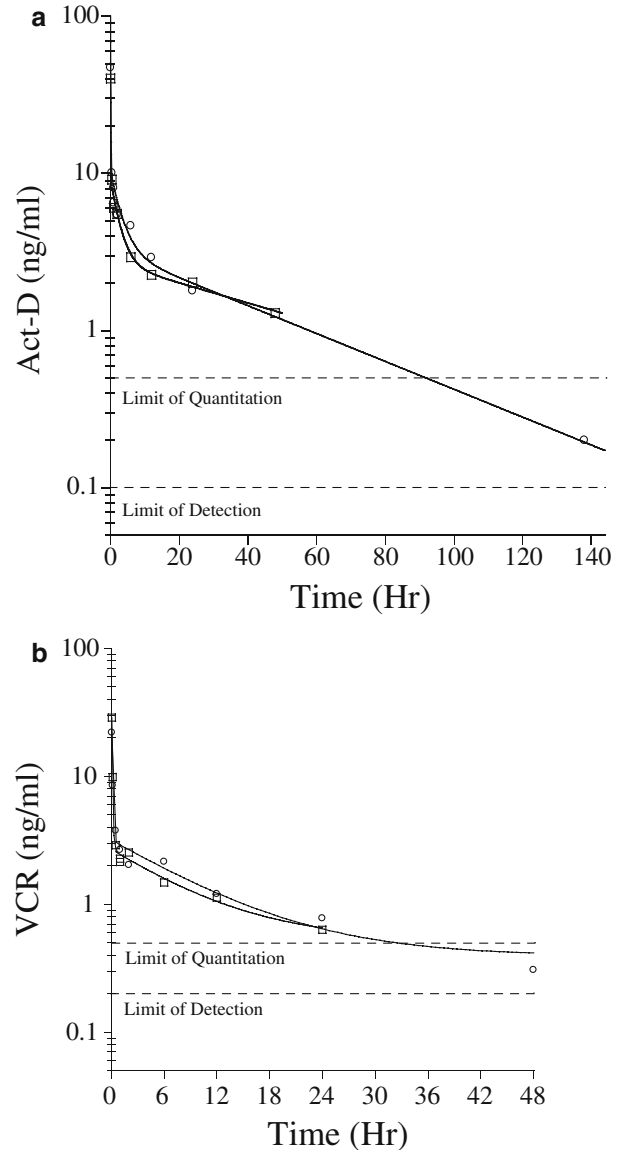 a
Act-D (ng/ml)
100
10
1
0.1
Limit of Quantitation
Limit of Detection
0 20 40 60 80 100 120 140
Time (Hr)
b
VCR (ng/ml)
100
10
1
0.1
Limit of Quantitation
Limit of Detection
0 6 12 18 24 30 36 42 48
Time (Hr)